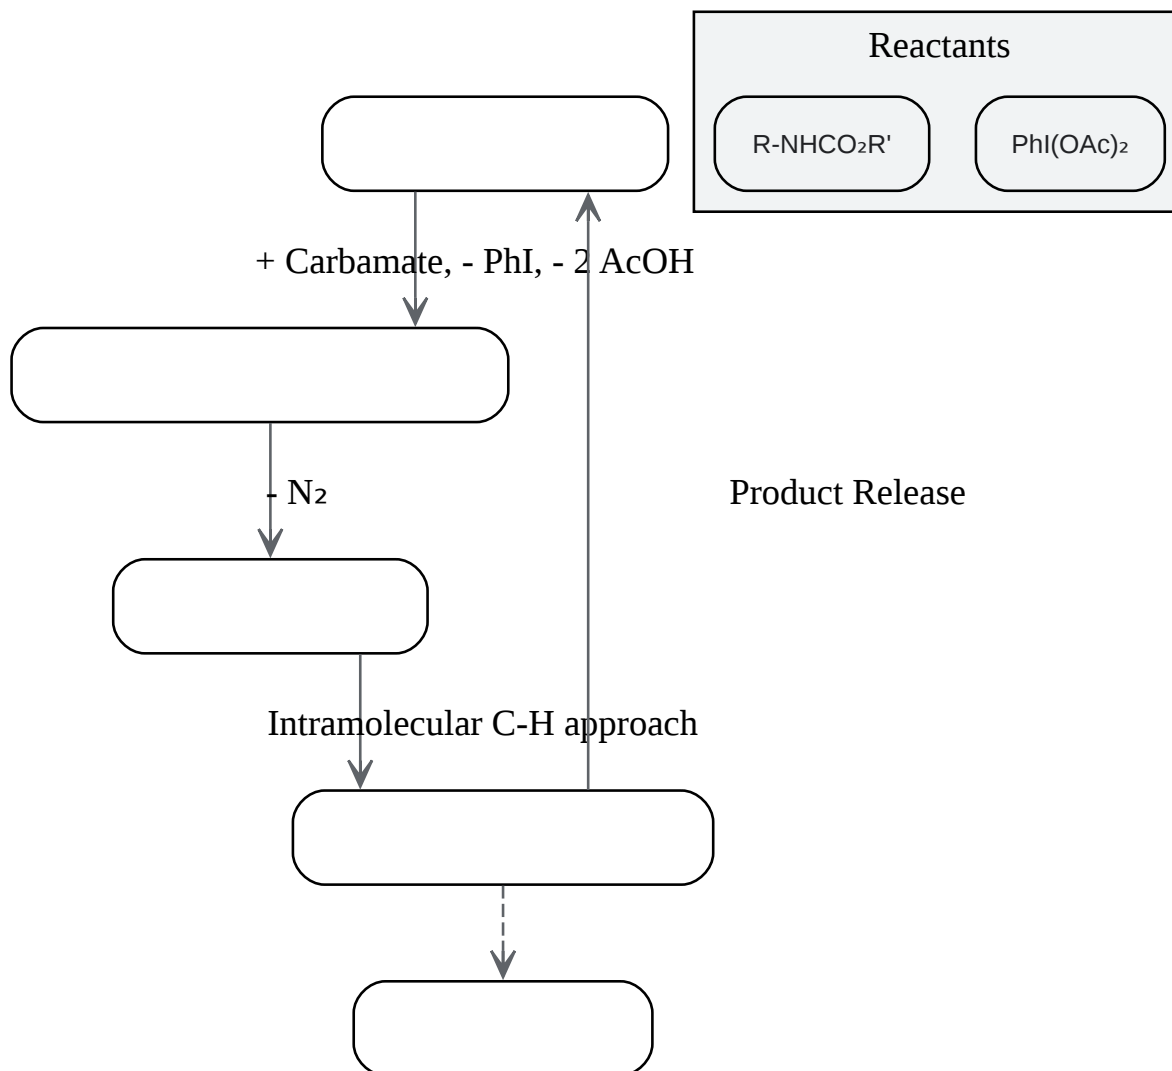 Reactants
R-NHCO₂R'
PhI(OAc)₂
+ Carbamate, - PhI, - 2 AcOH
- N₂
Product Release
Intramolecular C-H approach